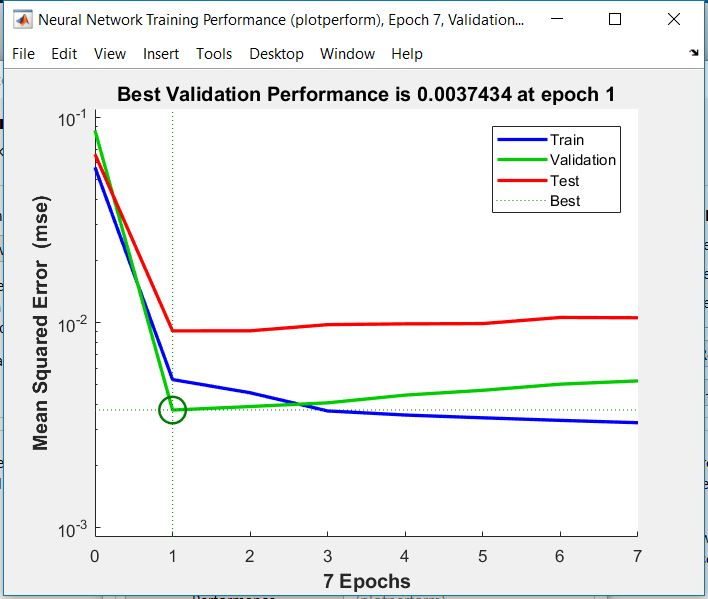 Neural Network Training Performance (plotperform), Epoch 7, Validation...
File Edit View Insert Tools Desktop Window Help
Best Validation Performance is 0.0037434 at epoch 1
Mean Squared Error (mse)
10⁻¹
10⁻²
10⁻³
Train
Validation
Test
Best
0 1 2 3 4 5 6 7
7 Epochs
(plotperform)